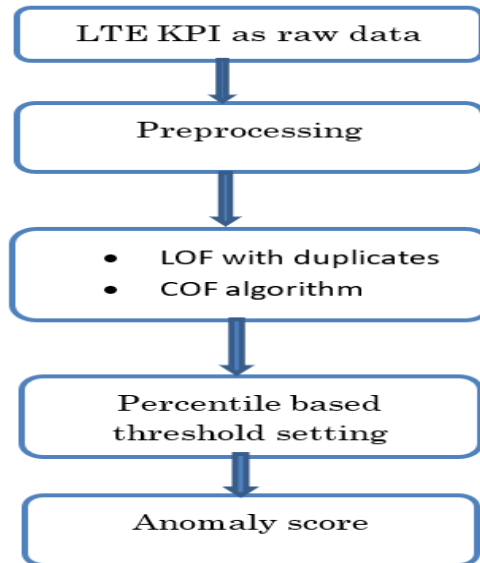 LTE KPI as raw data
Preprocessing
• LOF with duplicates
• COF algorithm
Percentile based
threshold setting
Anomaly score